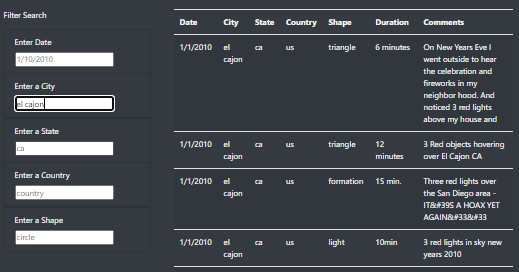 Filter Search
Enter Date
1/10/2010
Enter a City
el cajon
Enter a State
ca
Enter a Country
country
Enter a Shape
circle
Date City State Country Shape Duration Comments
1/1/2010 el cajon ca us triangle 6 minutes On New Years Eve I
went outside to hear
the celebration and
fireworks in my
neighbor hood. And
noticed 3 red lights
above my house and
1/1/2010 el cajon ca us triangle 12 minutes 3 Red objects hovering
over El Cajon CA
1/1/2010 el cajon ca us formation 15 min. Three red lights over
the San Diego area -
IT&#39S A HOAX YET
AGAIN&#33&#33
1/1/2010 el cajon ca us light 10min 3 red lights in sky new
years 2010